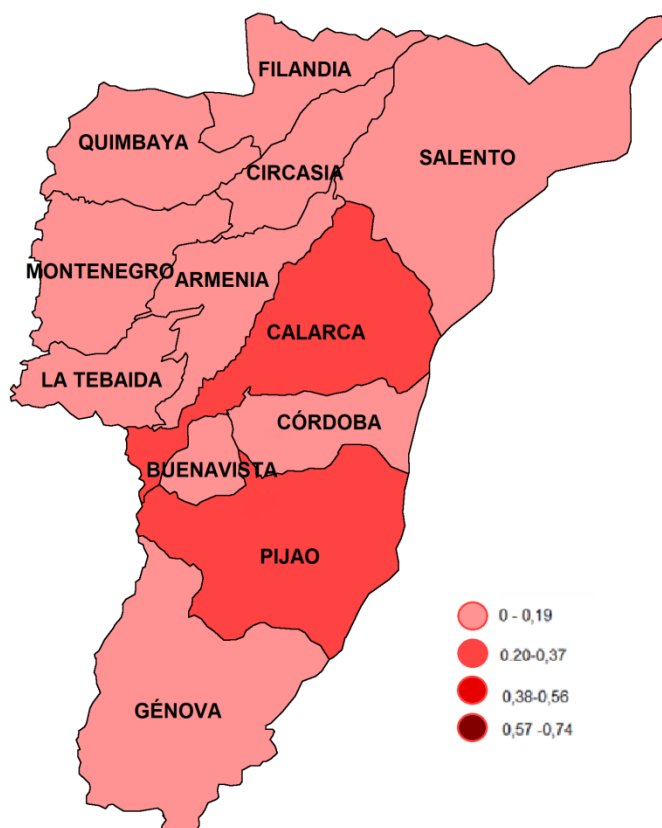 FILANDIA
QUIMBAYA
SALENTO
CIRCASIA
MONTENEGRO
ARMENIA
CALARCA
LA TEBAIDA
CÓRDOBA
BUENAVISTA
PIJAO
GÉNOVA
0 - 0,19
0.20-0,37
0,38-0,56
0,57 -0,74